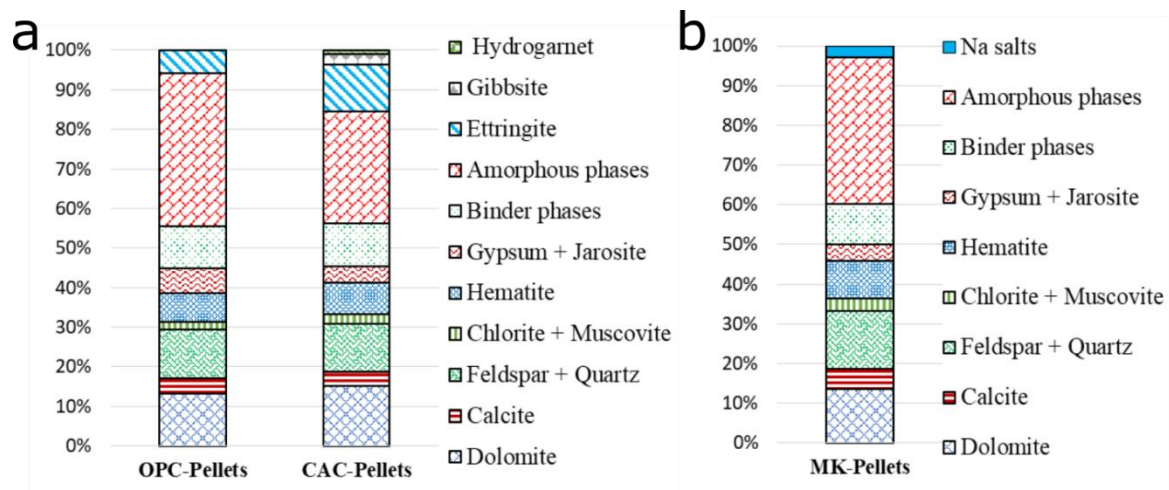 a
100%
90%
80%
70%
60%
50%
40%
30%
20%
10%
0%
OPC-Pellets
CAC-Pellets
Hydrogarnet
Gibbsite
Ettringite
Amorphous phases
Binder phases
Gypsum + Jarosite
Hematite
Chlorite + Muscovite
Feldspar + Quartz
Calcite
Dolomite
b
100%
90%
80%
70%
60%
50%
40%
30%
20%
10%
0%
MK-Pellets
Na salts
Amorphous phases
Binder phases
Gypsum + Jarosite
Hematite
Chlorite + Muscovite
Feldspar + Quartz
Calcite
Dolomite